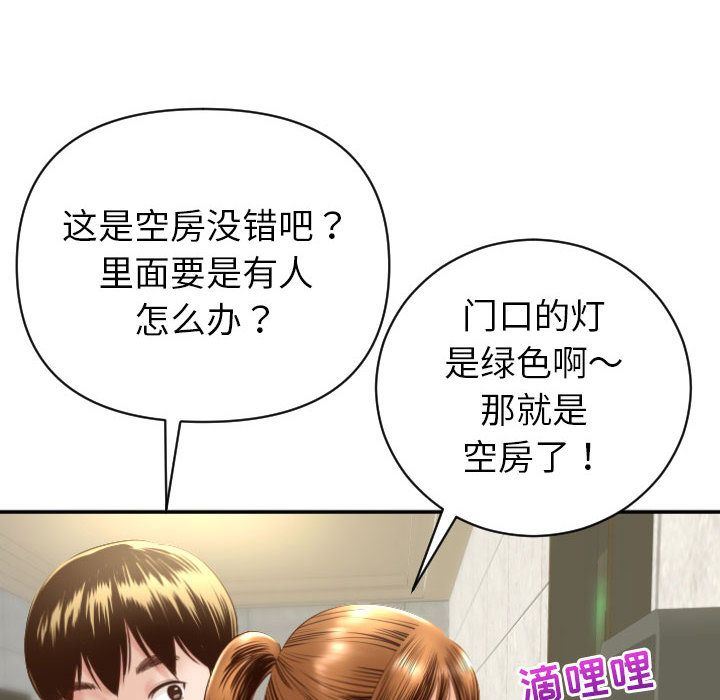 这是空房没错吧？
里面要是有人
怎么办？
门口的灯
是绿色啊～
那就是
空房了！
滴哩哩